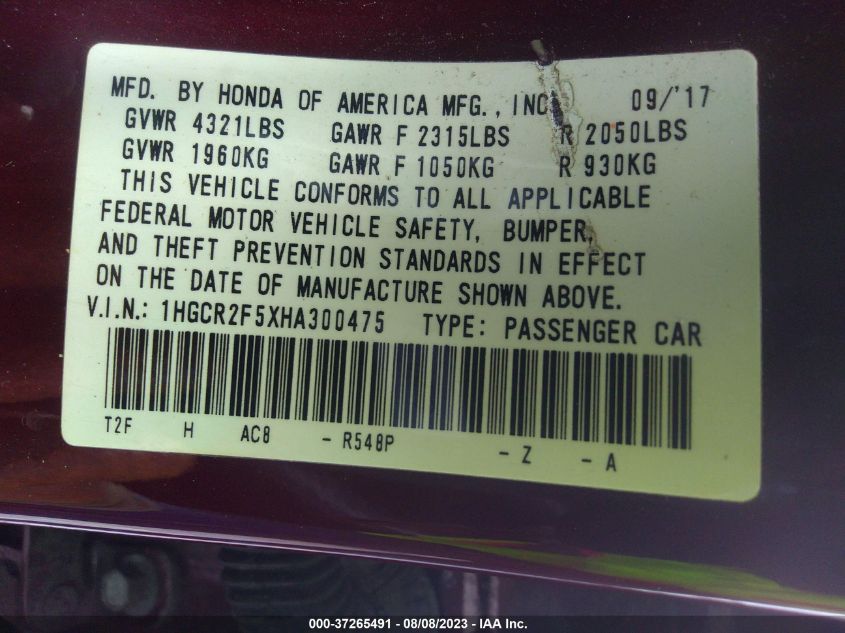 MFD. BY HONDA OF AMERICA MFG., INC. 09/'17
GVWR 4321LBS GAWR F 2315LBS R 2050LBS
GVWR 1960KG GAWR F 1050KG R 930KG
THIS VEHICLE CONFORMS TO ALL APPLICABLE
FEDERAL MOTOR VEHICLE SAFETY, BUMPER,
AND THEFT PREVENTION STANDARDS IN EFFECT
ON THE DATE OF MANUFACTURE SHOWN ABOVE.
V.I.N.: 1HGCR2F5XHA300475 TYPE: PASSENGER CAR
T2F H AC8 - R548P - Z - A
000-37265491 - 08/08/2023 - IAA Inc.